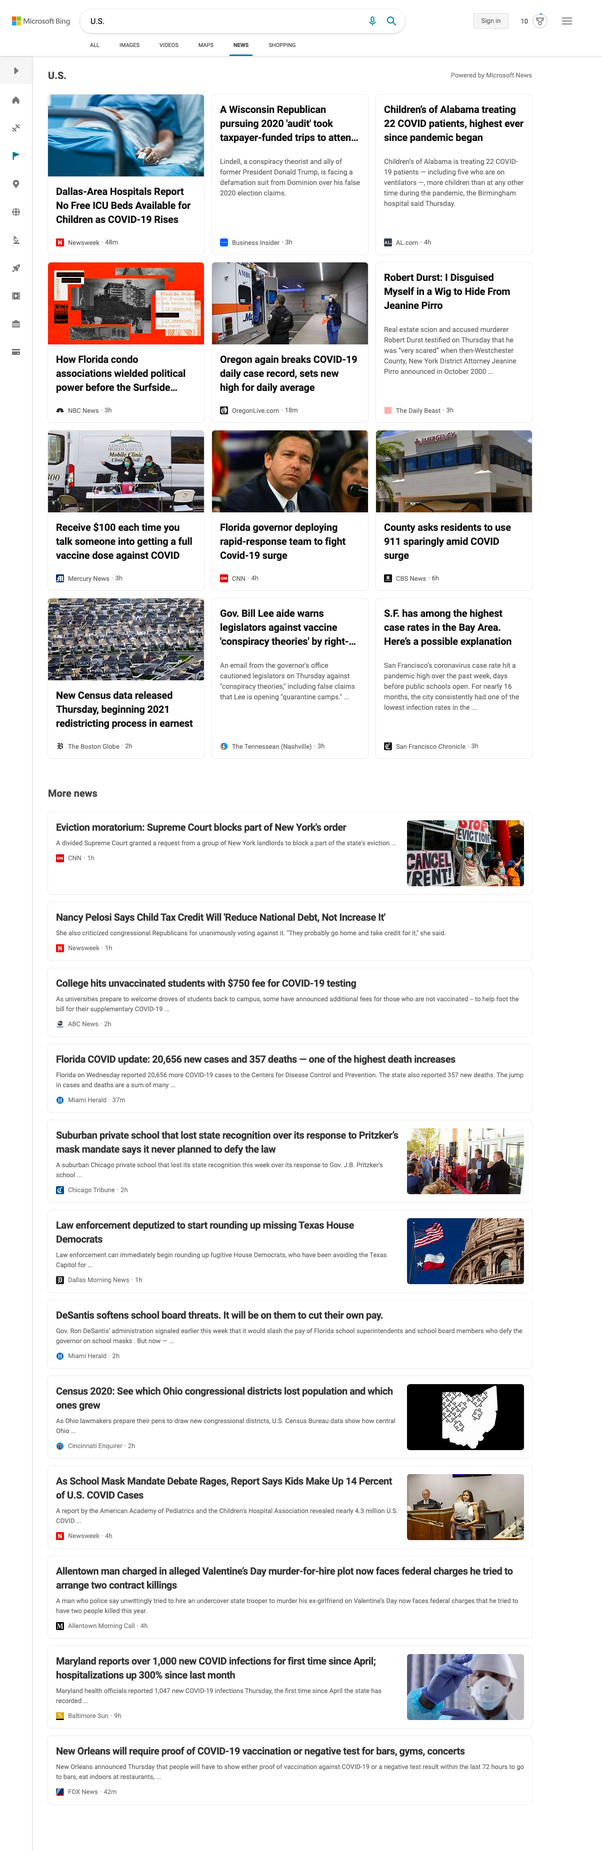 Microsoft Bing
U.S.
Sign in
10
ALL IMAGES VIDEOS MAPS NEWS SHOPPING
U.S.
Powered by Microsoft News
Dallas-Area Hospitals Report
No Free ICU Beds Available for
Children as COVID-19 Rises
Newsweek · 48m
A Wisconsin Republican
pursuing 2020 'audit' took
taxpayer-funded trips to atten...
Lindell, a conspiracy theorist and ally of
former President Donald Trump, is facing a
defamation suit from Dominion over his false
2020 election claims.
Business Insider · 3h
Children's of Alabama treating
22 COVID patients, highest ever
since pandemic began
Children's of Alabama is treating 22 COVID-
19 patients — including five who are on
ventilators —, more children than at any other
time during the pandemic, the Birmingham
hospital said Thursday.
AL.com · 4h
How Florida condo
associations wielded political
power before the Surfside...
NBC News · 3h
Oregon again breaks COVID-19
daily case record, sets new
high for daily average
OregonLive.com · 18m
Robert Durst: I Disguised
Myself in a Wig to Hide From
Jeanine Pirro
Real estate scion and accused murderer
Robert Durst testified on Thursday that he
was "very scared" when then-Westchester
County, New York District Attorney Jeanine
Pirro announced in October 2000 ...
The Daily Beast · 3h
Mobile Clinic
Receive $100 each time you
talk someone into getting a full
vaccine dose against COVID
Mercury News · 3h
Florida governor deploying
rapid-response team to fight
Covid-19 surge
CNN · 4h
EMERGENCY
County asks residents to use
911 sparingly amid COVID
surge
CBS News · 6h
New Census data released
Thursday, beginning 2021
redistricting process in earnest
The Boston Globe · 2h
Gov. Bill Lee aide warns
legislators against vaccine
'conspiracy theories' by right-...
An email from the governor's office
cautioned legislators on Thursday against
"conspiracy theories," including false claims
that Lee is opening "quarantine camps." ...
The Tennessean (Nashville) · 3h
S.F. has among the highest
case rates in the Bay Area.
Here's a possible explanation
San Francisco's coronavirus case rate hit a
pandemic high over the past week, days
before public schools open. For nearly 16
months, the city consistently had one of the
lowest infection rates in the ...
San Francisco Chronicle · 3h
More news
Eviction moratorium: Supreme Court blocks part of New York's order
A divided Supreme Court granted a request from a group of New York landlords to block a part of the state's eviction ...
CNN · 1h
STOP
EVICTION
CANCEL
RENT!
Nancy Pelosi Says Child Tax Credit Will 'Reduce National Debt, Not Increase It'
She also criticized congressional Republicans for unanimously voting against it. "They probably go home and take credit for it," she said.
Newsweek · 1h
College hits unvaccinated students with $750 fee for COVID-19 testing
As universities prepare to welcome droves of students back to campus, some have announced additional fees for those who are not vaccinated – to help foot the
bill for their supplementary COVID-19 ...
ABC News · 2h
Florida COVID update: 20,656 new cases and 357 deaths — one of the highest death increases
Florida on Wednesday reported 20,656 more COVID-19 cases to the Centers for Disease Control and Prevention. The state also reported 357 new deaths. The jump
in cases and deaths are a sum of many ...
Miami Herald · 37m
Suburban private school that lost state recognition over its response to Pritzker's
mask mandate says it never planned to defy the law
A suburban Chicago private school that lost its state recognition this week over its response to Gov. J.B. Pritzker's
school ...
Chicago Tribune · 2h
Law enforcement deputized to start rounding up missing Texas House
Democrats
Law enforcement can immediately begin rounding up fugitive House Democrats, who have been avoiding the Texas
Capitol for ...
Dallas Morning News · 1h
DeSantis softens school board threats. It will be on them to cut their own pay.
Gov. Ron DeSantis' administration signaled earlier this week that it would slash the pay of Florida school superintendents and school board members who defy the
governor on school masks . But now — ...
Miami Herald · 2h
Census 2020: See which Ohio congressional districts lost population and which
ones grew
As Ohio lawmakers prepare their pens to draw new congressional districts, U.S. Census Bureau data show how central
Ohio ...
Cincinnati Enquirer · 2h
As School Mask Mandate Debate Rages, Report Says Kids Make Up 14 Percent
of U.S. COVID Cases
A report by the American Academy of Pediatrics and the Children's Hospital Association revealed nearly 4.3 million U.S.
COVID ...
Newsweek · 4h
Allentown man charged in alleged Valentine's Day murder-for-hire plot now faces federal charges he tried to
arrange two contract killings
A man who police say unwittingly tried to hire an undercover state trooper to murder his ex-girlfriend on Valentine's Day now faces federal charges that he tried to
have two people killed this year.
Allentown Morning Call · 4h
Maryland reports over 1,000 new COVID infections for first time since April;
hospitalizations up 300% since last month
Maryland health officials reported 1,047 new COVID-19 infections Thursday, the first time since April the state has
recorded ...
Baltimore Sun · 9h
New Orleans will require proof of COVID-19 vaccination or negative test for bars, gyms, concerts
New Orleans announced Thursday that people will have to show either proof of vaccination against COVID-19 or a negative test result within the last 72 hours to go
to bars, eat indoors at restaurants, ...
FOX News · 42m